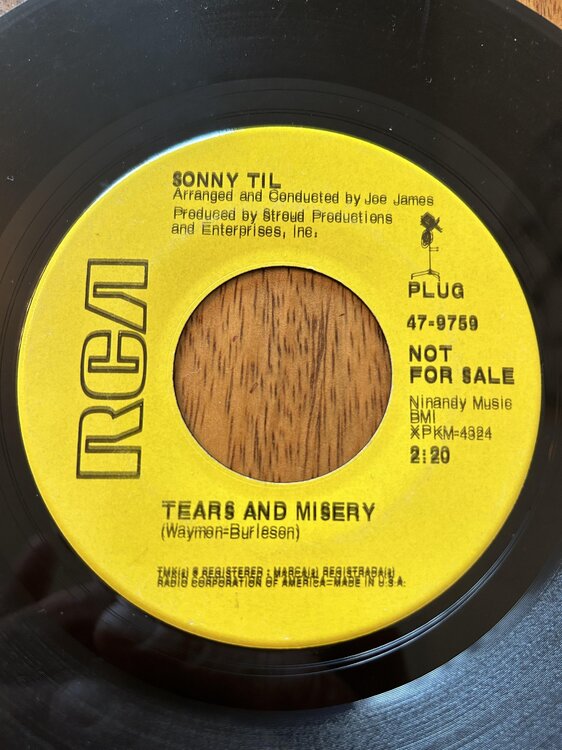 SONNY TIL
Arranged and Conducted by Joe James
Produced by Stroud Productions
and Enterprises, Inc.
RCA
PLUG
47-9759
NOT
FOR SALE
Ninandy Music
BMI
XPKM-4324
2:20
TEARS AND MISERY
(Waymon-Burleson)
TMK(s) ® REGISTERED • MARCA(s) REGISTRADA(s)
RADIO CORPORATION OF AMERICA-MADE IN U.S.A.